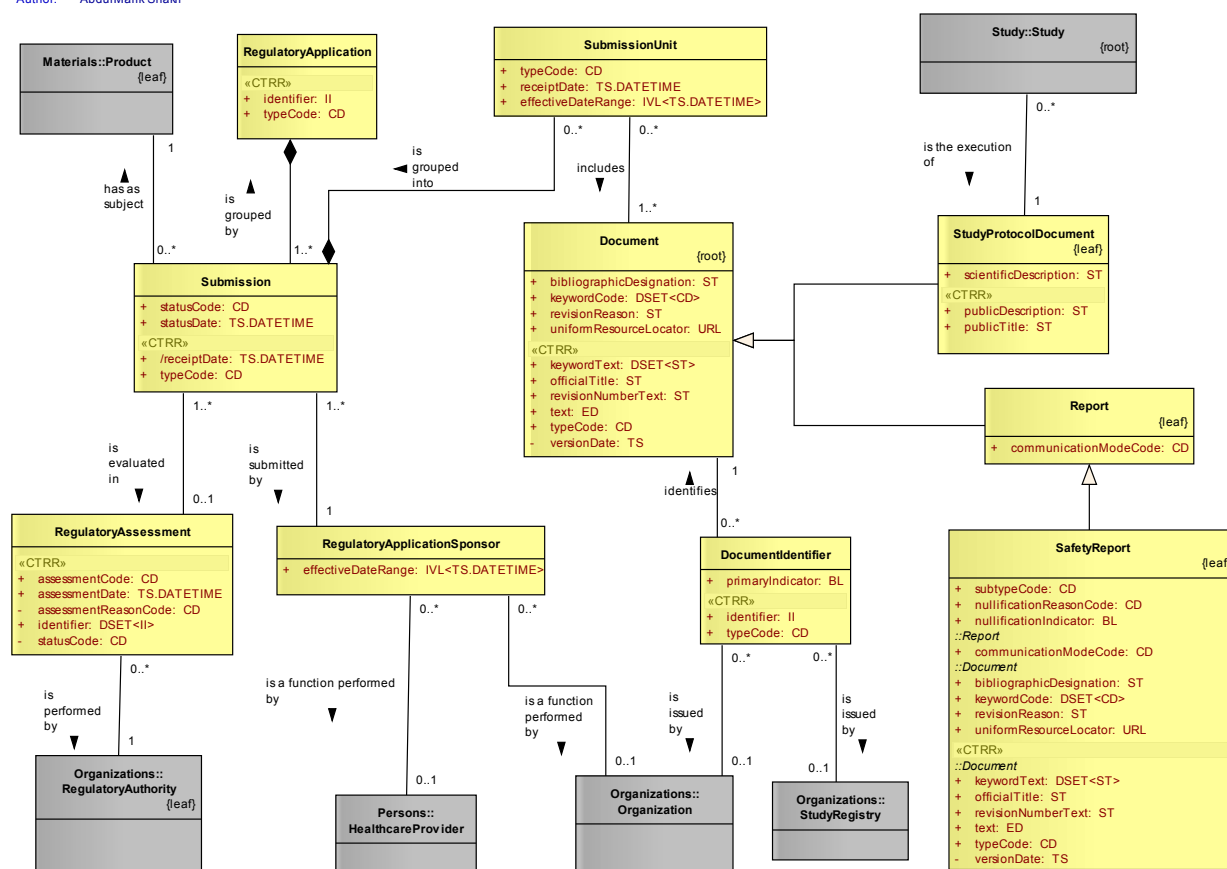 Author: AbdulMalik Shakir
Materials::Product
{leaf}
RegulatoryApplication
«CTRR»
+ identifier: II
+ typeCode: CD
SubmissionUnit
+ typeCode: CD
+ receiptDate: TS.DATETIME
+ effectiveDateRange: IVL<TS.DATETIME>
Study::Study
{root}
1
has as
subject
0..*
is
grouped
by
1..*
is
grouped
into
0..*
0..*
includes
1..*
0..*
is the execution
of
1
Submission
+ statusCode: CD
+ statusDate: TS.DATETIME
«CTRR»
+ /receiptDate: TS.DATETIME
+ typeCode: CD
Document
{root}
+ bibliographicDesignation: ST
+ keywordCode: DSET<CD>
+ revisionReason: ST
+ uniformResourceLocator: URL
«CTRR»
+ keywordText: DSET<ST>
+ officialTitle: ST
+ revisionNumberText: ST
+ text: ED
+ typeCode: CD
- versionDate: TS
StudyProtocolDocument
{leaf}
+ scientificDescription: ST
«CTRR»
+ publicDescription: ST
+ publicTitle: ST
Report
{leaf}
+ communicationModeCode: CD
1..*
is
evaluated
in
0..1
1..*
is
submitted
by
1
1
identifies
0..*
RegulatoryAssessment
«CTRR»
+ assessmentCode: CD
+ assessmentDate: TS.DATETIME
- assessmentReasonCode: CD
+ identifier: DSET<II>
- statusCode: CD
RegulatoryApplicationSponsor
+ effectiveDateRange: IVL<TS.DATETIME>
DocumentIdentifier
+ primaryIndicator: BL
«CTRR»
+ identifier: II
+ typeCode: CD
SafetyReport
{leaf
+ subtypeCode: CD
+ nullificationReasonCode: CD
+ nullificationIndicator: BL
::Report
+ communicationModeCode: CD
::Document
+ bibliographicDesignation: ST
+ keywordCode: DSET<CD>
+ revisionReason: ST
+ uniformResourceLocator: URL
«CTRR»
::Document
+ keywordText: DSET<ST>
+ officialTitle: ST
+ revisionNumberText: ST
+ text: ED
+ typeCode: CD
- versionDate: TS
0..*
is
performed
by
1
0..*
is a function performed
by
0..1
0..*
is a function
performed
by
0..1
0..*
is
issued
by
0..1
0..*
is
issued
by
0..1
Organizations::
RegulatoryAuthority
{leaf}
Persons::
HealthcareProvider
Organizations::
Organization
Organizations::
StudyRegistry